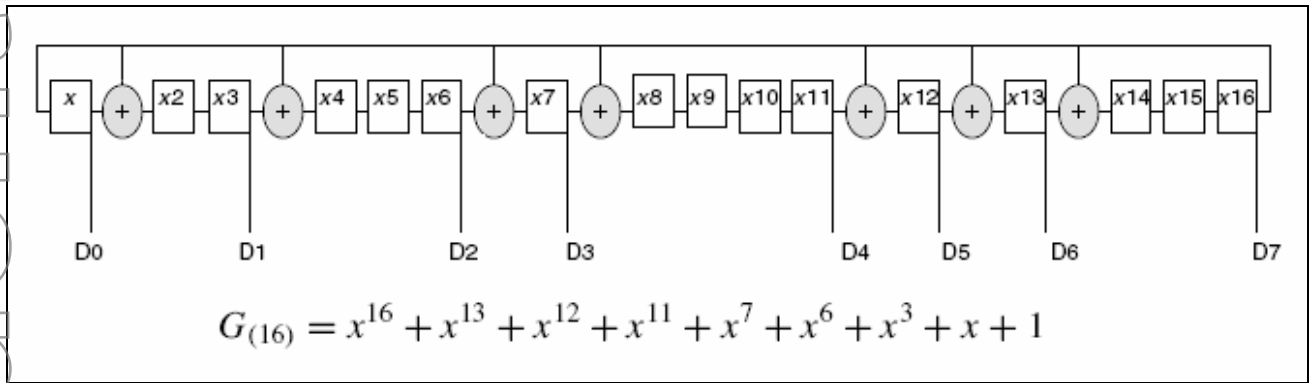 x + x2 x3 + x4 x5 x6 + x7 + x8 x9 x10 x11 + x12 + x13 + x14 x15 x16
D0 D1 D2 D3 D4 D5 D6 D7
G(16) = x^16 + x^13 + x^12 + x^11 + x^7 + x^6 + x^3 + x + 1